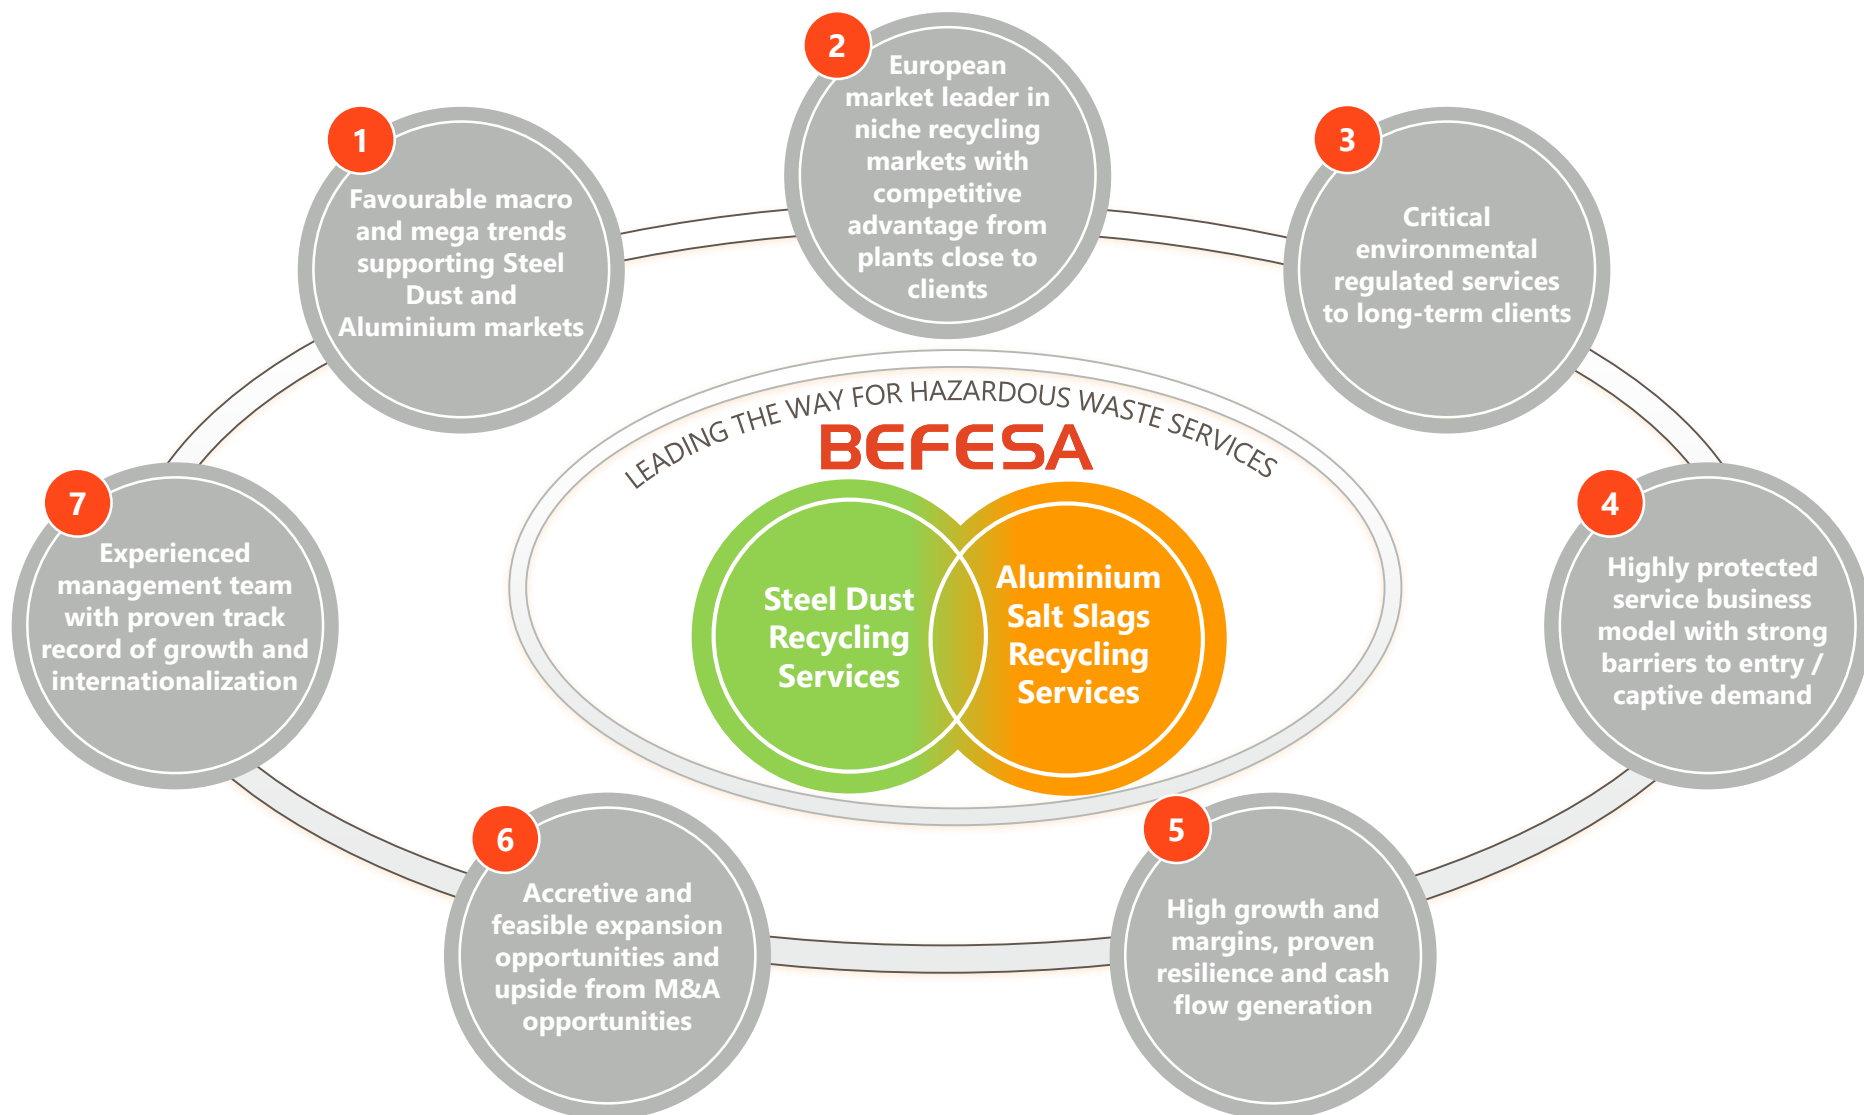 1
Favourable macro
and mega trends
supporting Steel
Dust and
Aluminium markets
2
European
market leader in
niche recycling
markets with
competitive
advantage from
plants close to
clients
3
Critical
environmental
regulated services
to long-term clients
4
Highly protected
service business
model with strong
barriers to entry /
captive demand
5
High growth and
margins, proven
resilience and cash
flow generation
6
Accretive and
feasible expansion
opportunities and
upside from M&A
opportunities
7
Experienced
management team
with proven track
record of growth and
internationalization
LEADING THE WAY FOR HAZARDOUS WASTE SERVICES
BEFESA
Steel Dust
Recycling
Services
Aluminium
Salt Slags
Recycling
Services